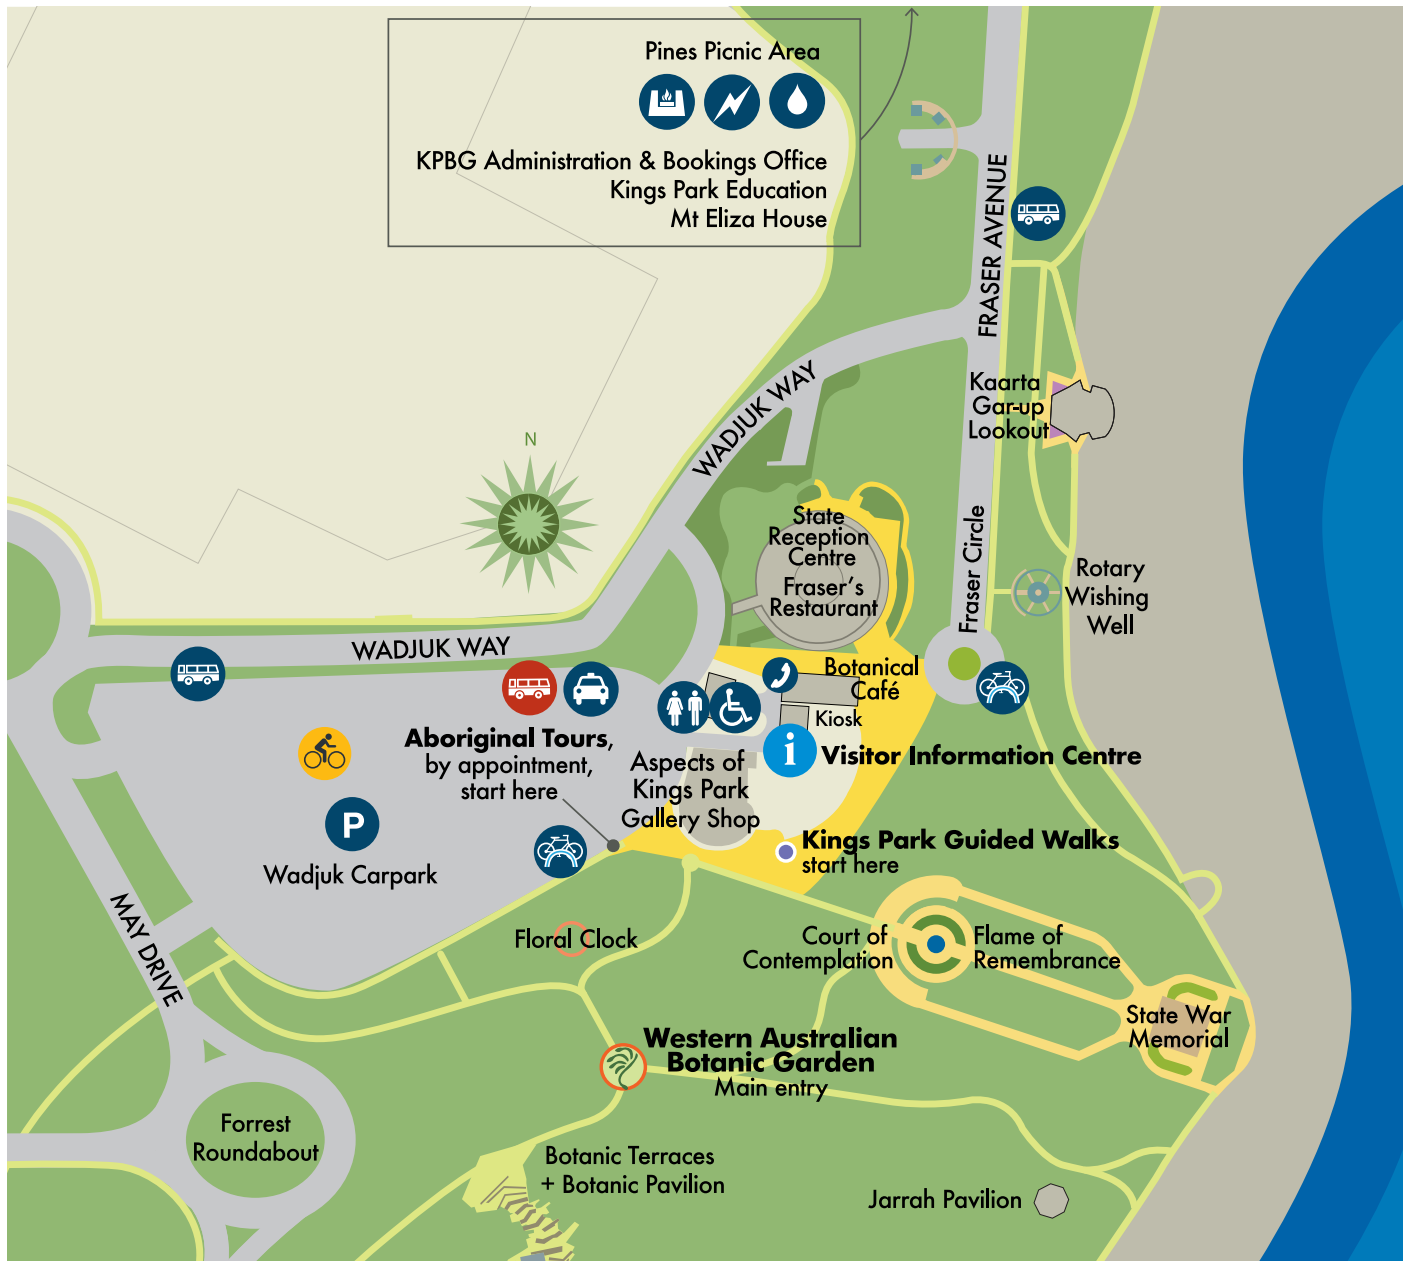 Pines Picnic Area
KPBG Administration & Bookings Office
Kings Park Education
Mt Eliza House
FRASER AVENUE
WADJUK WAY
Kaarta
Gar-up
Lookout
N
State
Reception
Centre
Fraser's
Restaurant
Fraser Circle
Rotary
Wishing
Well
WADJUK WAY
Botanical
Café
Kiosk
i
Visitor Information Centre
Aboriginal Tours,
by appointment,
start here
Aspects of
Kings Park
Gallery Shop
P
Wadjuk Carpark
Kings Park Guided Walks
start here
MAY DRIVE
Floral Clock
Court of
Contemplation
Flame of
Remembrance
State War
Memorial
Western Australian
Botanic Garden
Main entry
Forrest
Roundabout
Botanic Terraces
+ Botanic Pavilion
Jarrah Pavilion